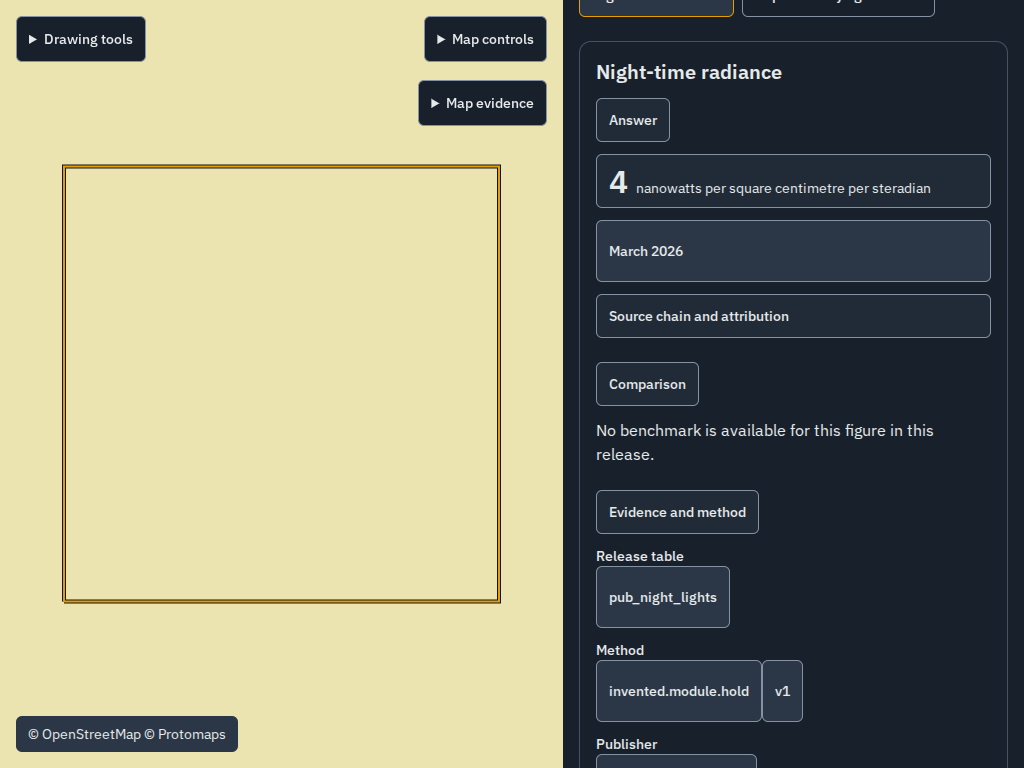 Drawing tools
Map controls
Map evidence
© OpenStreetMap © Protomaps
Night-time radiance
Answer
4 nanowatts per square centimetre per steradian
March 2026
Source chain and attribution
Comparison
No benchmark is available for this figure in this
release.
Evidence and method
Release table
pub_night_lights
Method
invented.module.hold v1
Publisher